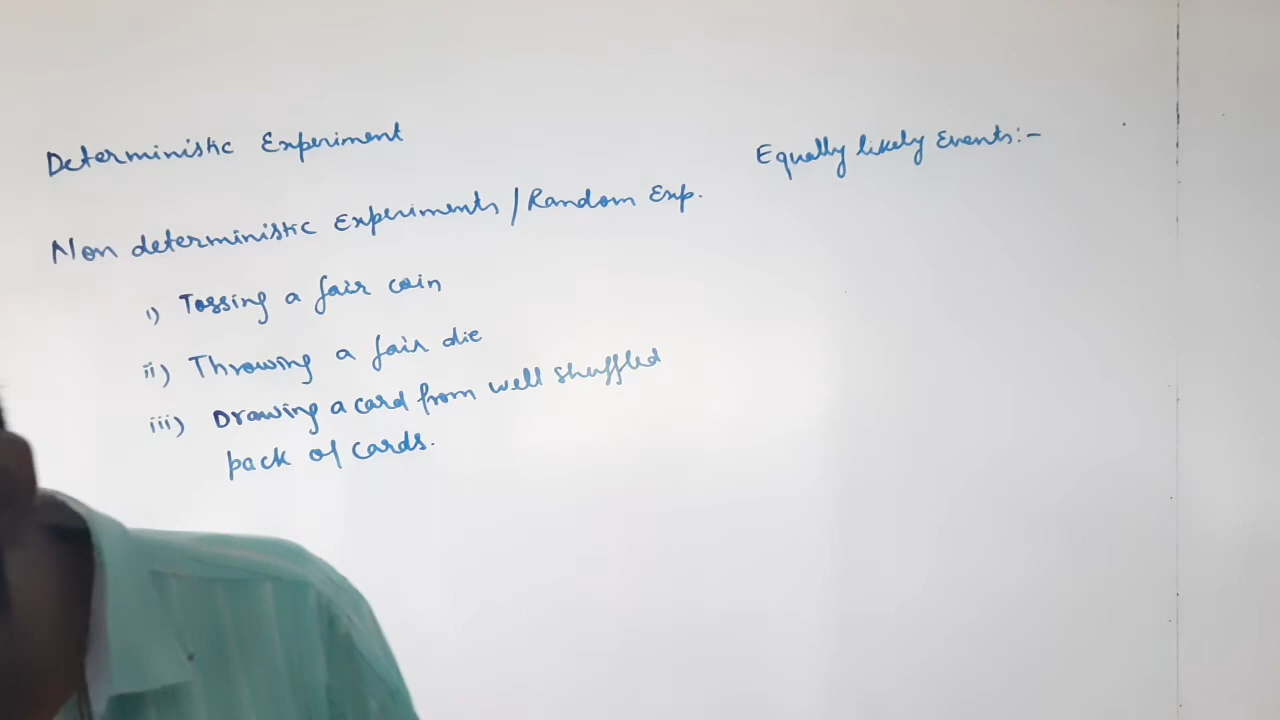 Deterministic Experiment
Non deterministic Experiments / Random Exp.
i) Tossing a fair coin
ii) Throwing a fair die
iii) Drawing a card from well shuffled
pack of cards.
Equally likely Events:-